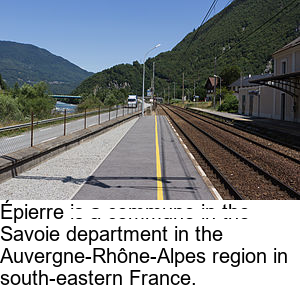 Épierre is a commune in the
Savoie department in the
Auvergne-Rhône-Alpes region in
south-eastern France.